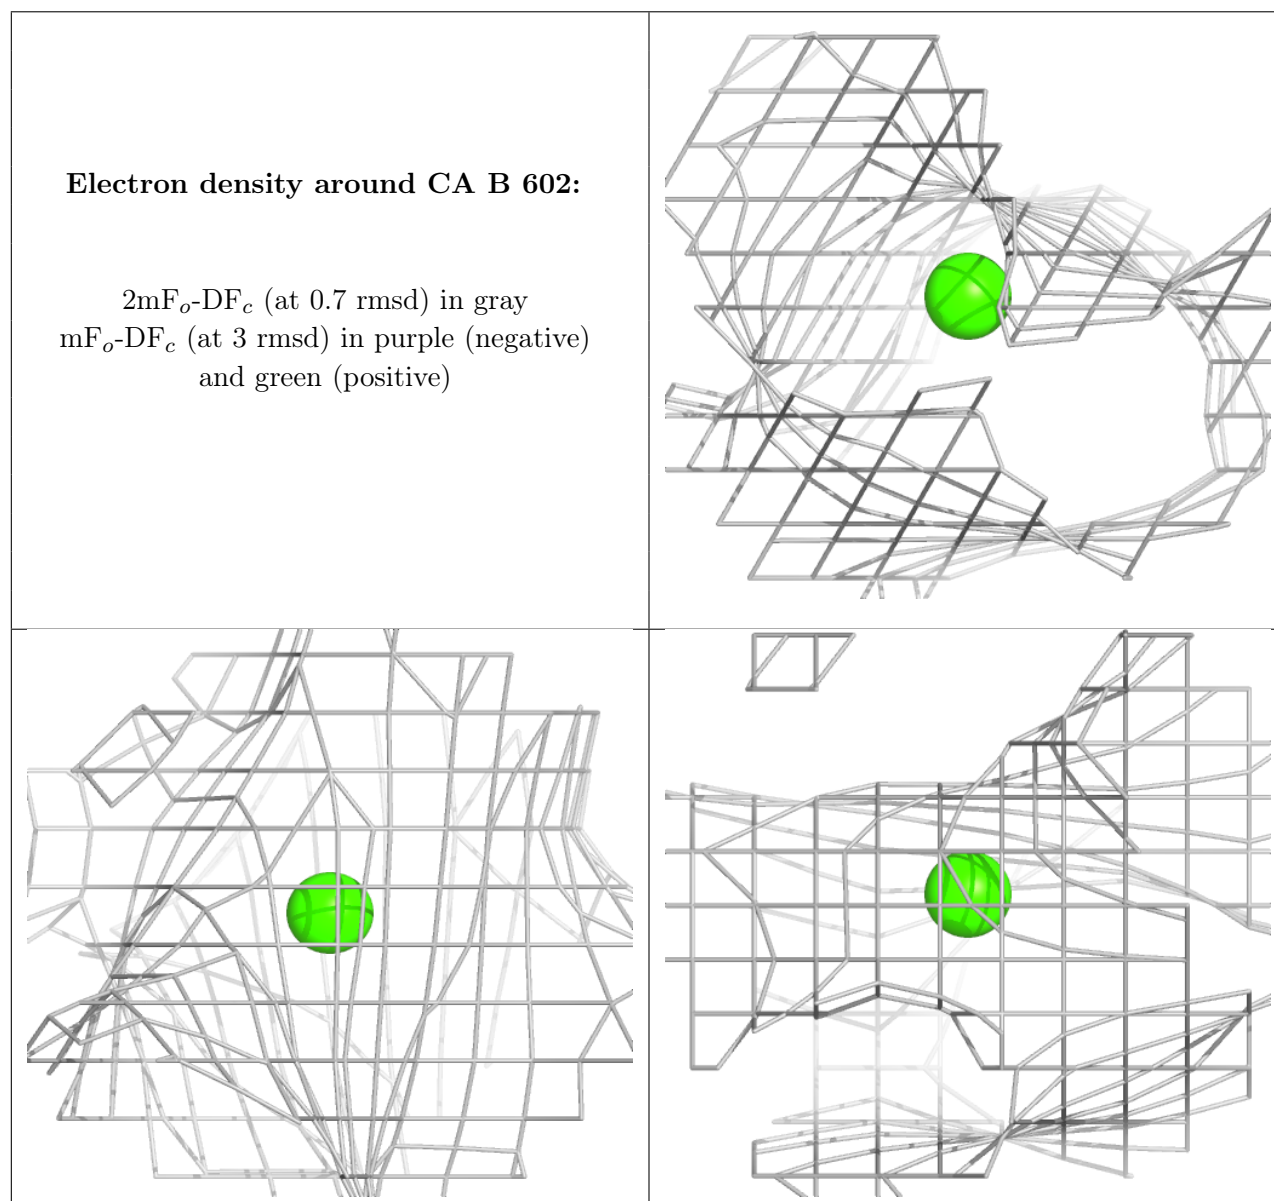 Electron density around CA B 602:
2mFo-DFc (at 0.7 rmsd) in gray
mFo-DFc (at 3 rmsd) in purple (negative)
and green (positive)